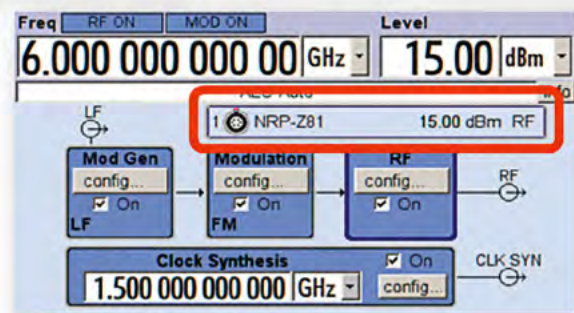 Freq RF ON MOD ON Level
6.000 000 000 00 GHz 15.00 dBm
Info
1 NRP-Z81 15.00 dBm RF
LF
Mod Gen Modulation RF
config... config... config... RF
On On On
LF FM
Clock Synthesis On CLK SYN
1.500 000 000 000 GHz config...